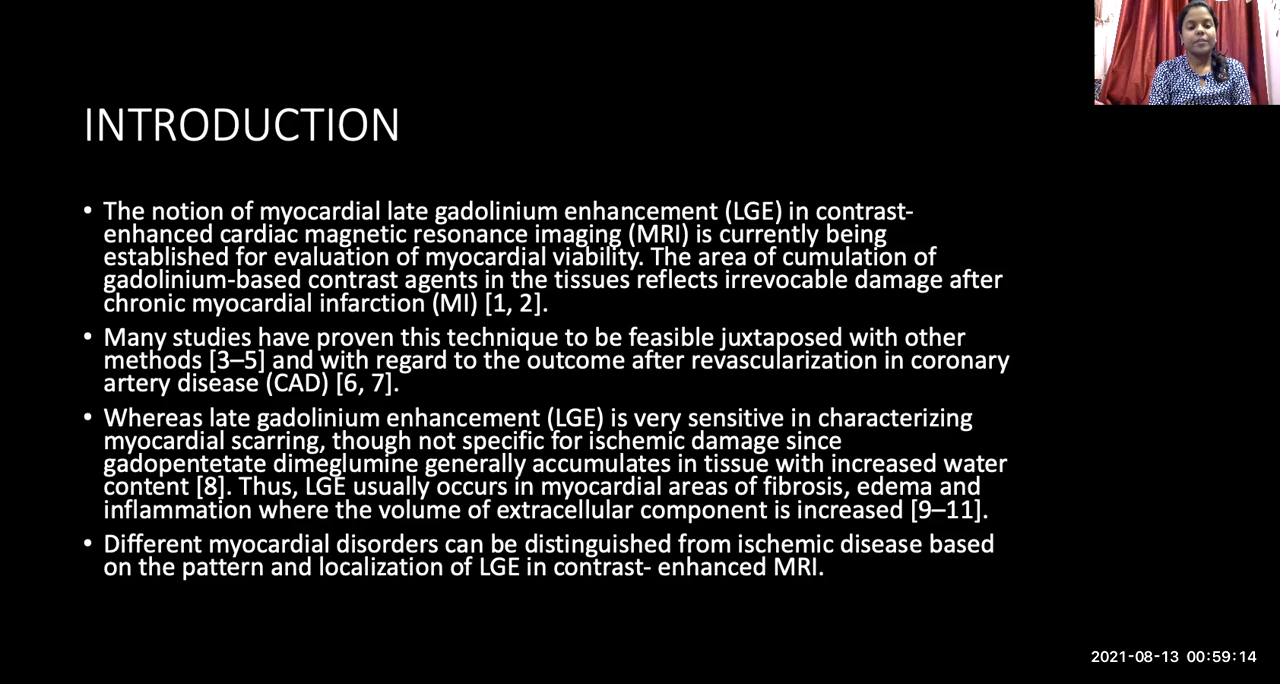 INTRODUCTION
• The notion of myocardial late gadolinium enhancement (LGE) in contrast-
enhanced cardiac magnetic resonance imaging (MRI) is currently being
established for evaluation of myocardial viability. The area of cumulation of
gadolinium-based contrast agents in the tissues reflects irrevocable damage after
chronic myocardial infarction (MI) [1, 2].
• Many studies have proven this technique to be feasible juxtaposed with other
methods [3–5] and with regard to the outcome after revascularization in coronary
artery disease (CAD) [6, 7].
• Whereas late gadolinium enhancement (LGE) is very sensitive in characterizing
myocardial scarring, though not specific for ischemic damage since
gadopentetate dimeglumine generally accumulates in tissue with increased water
content [8]. Thus, LGE usually occurs in myocardial areas of fibrosis, edema and
inflammation where the volume of extracellular component is increased [9–11].
• Different myocardial disorders can be distinguished from ischemic disease based
on the pattern and localization of LGE in contrast- enhanced MRI.
2021-08-13 00:59:14